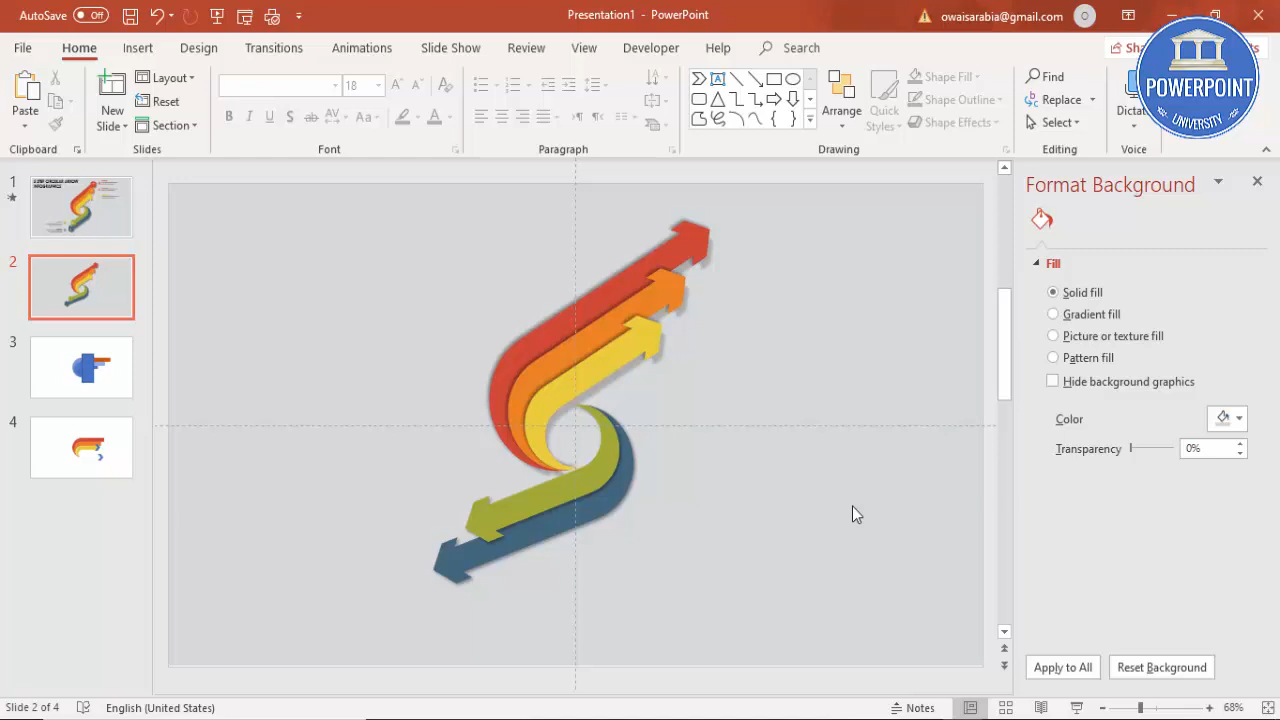 AutoSave Off
Presentation1 - PowerPoint
owaisarabia@gmail.com
O
File Home Insert Design Transitions Animations Slide Show Review View Developer Help Search
Paste
Clipboard
New Slide
Layout
Reset
Section
Slides
18
B I U S ab AV Aa A
Font
Paragraph
Arrange
Quick Styles
Shape Fill
Shape Outline
Shape Effects
Drawing
Find
Replace
Select
Editing
Dictat
Voice
POWERPOINT
UNIVERSITY
1
2
3
4
Format Background
Fill
Solid fill
Gradient fill
Picture or texture fill
Pattern fill
Hide background graphics
Color
Transparency 0%
Apply to All Reset Background
Slide 2 of 4 English (United States) Notes 68%